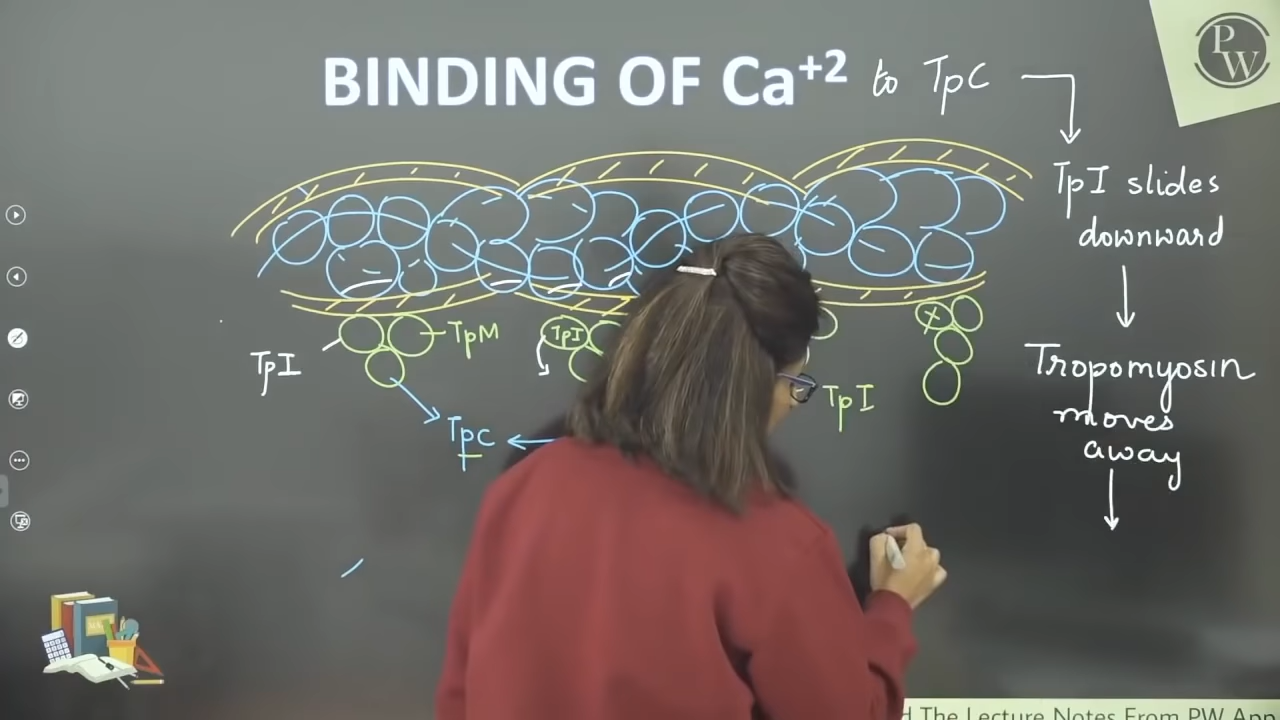 PW
BINDING OF Ca+2 to TpC
TpI slides
downward
TpM
TpI
TpI
TpI
Tropomyosin
moves
away
TpC
The Lecture Notes From PW App